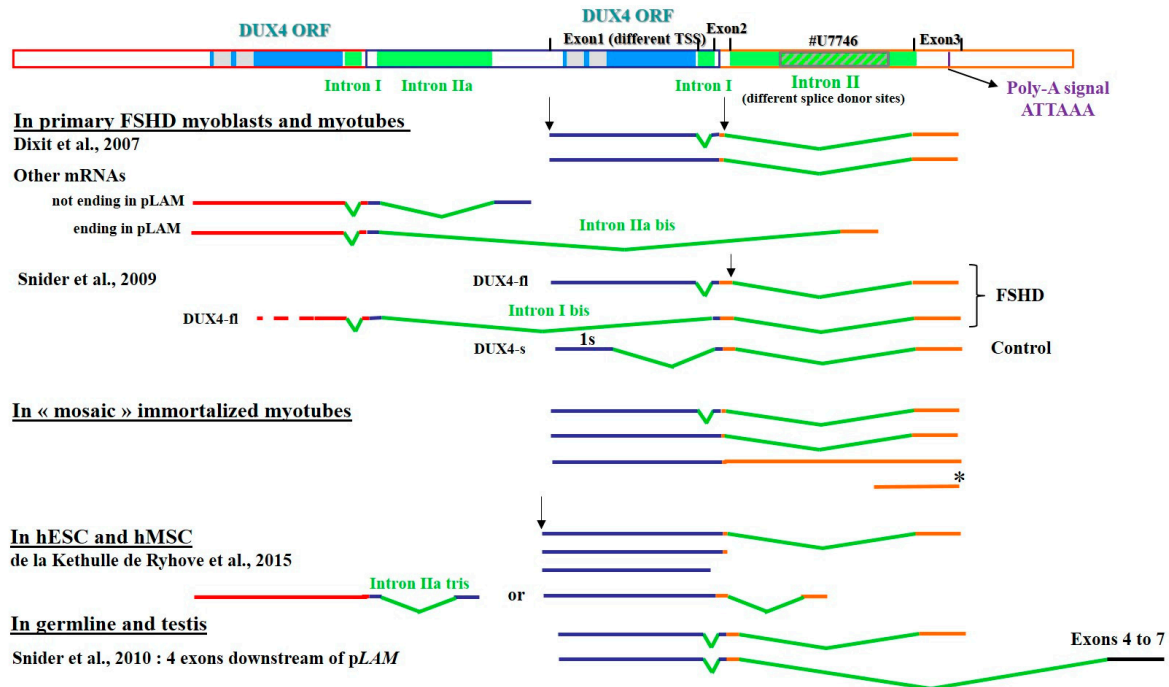 DUX4 ORF
DUX4 ORF
Exon1 (different TSS)
Exon2
#U7746
Exon3
Intron I
Intron IIa
Intron I
Intron II
(different splice donor sites)
Poly-A signal
ATTAAA
In primary FSHD myoblasts and myotubes
Dixit et al., 2007
Other mRNAs
not ending in pLAM
ending in pLAM
Intron IIa bis
Snider et al., 2009
DUX4-fl
FSHD
DUX4-fl
Intron I bis
DUX4-s
1s
Control
In « mosaic » immortalized myotubes
*
In hESC and hMSC
de la Kethulle de Ryhove et al., 2015
Intron IIa tris
or
In germline and testis
Snider et al., 2010 : 4 exons downstream of pLAM
Exons 4 to 7